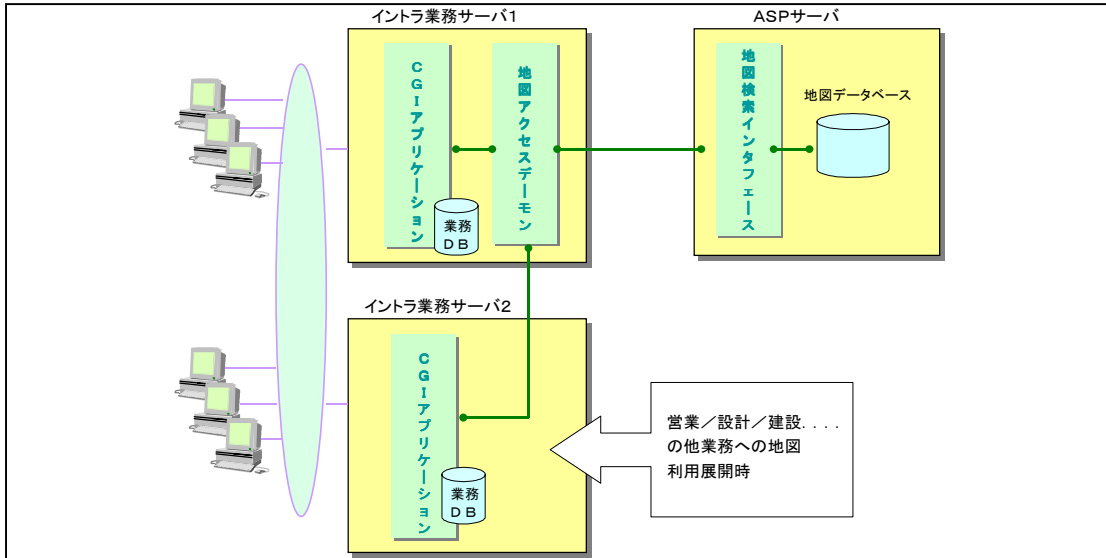 イントラ業務サーバ1
ASPサーバ
CGIアプリケーション
地図アクセスデーモン
地図検索インタフェース
地図データベース
業務
DB
イントラ業務サーバ2
CGIアプリケーション
業務
DB
営業／設計／建設．．．．
の他業務への地図
利用展開時